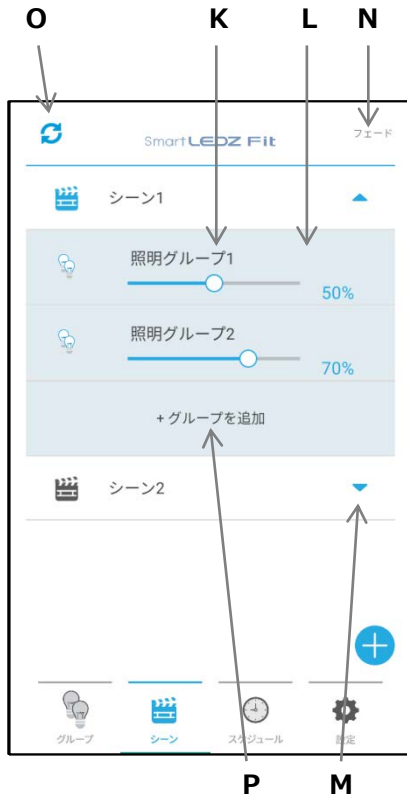 O K L N
SmartLEDZ Fit フェード
シーン1
照明グループ1
50%
照明グループ2
70%
+ グループを追加
シーン2
グループ シーン スケジュール 設定
P M